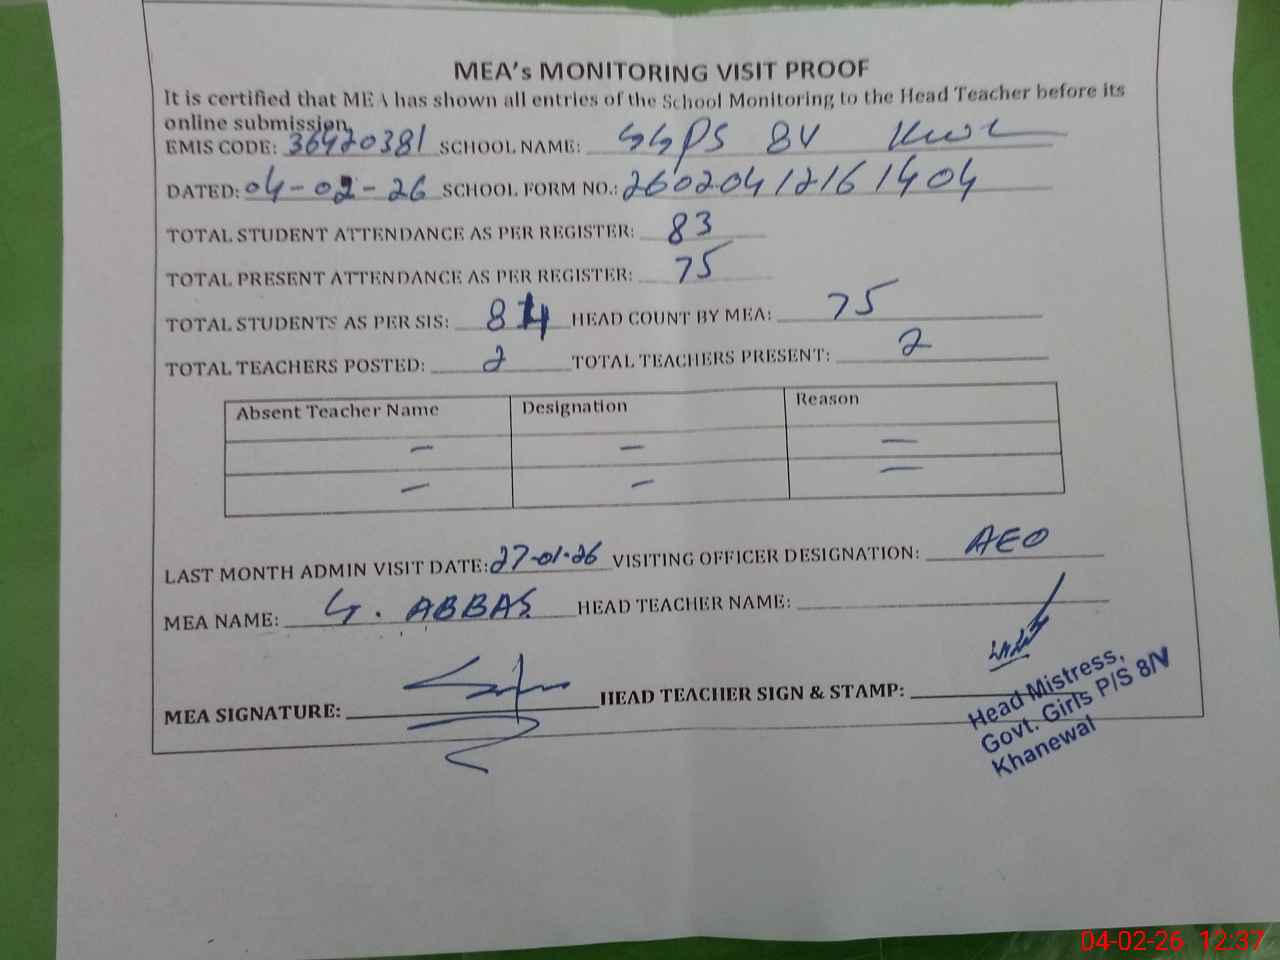 MEA's MONITORING VISIT PROOF
It is certified that MEA has shown all entries of the School Monitoring to the Head Teacher before its
online submission.
EMIS CODE: 36420381 SCHOOL NAME: GGPS 8V KWL
DATED: 04-02-26 SCHOOL FORM NO.: 26020412161404
TOTAL STUDENT ATTENDANCE AS PER REGISTER: 83
TOTAL PRESENT ATTENDANCE AS PER REGISTER: 75
TOTAL STUDENTS AS PER SIS: 84 HEAD COUNT BY MEA: 75
TOTAL TEACHERS POSTED: 2 TOTAL TEACHERS PRESENT: 2
Absent Teacher Name Designation Reason
— — —
— — —
LAST MONTH ADMIN VISIT DATE: 27-01-26 VISITING OFFICER DESIGNATION: AEO
MEA NAME: G. ABBAS HEAD TEACHER NAME:
MEA SIGNATURE: HEAD TEACHER SIGN & STAMP:
Head Mistress,
Govt. Girls P/S 8/V
Khanewal
04-02-26 12:37